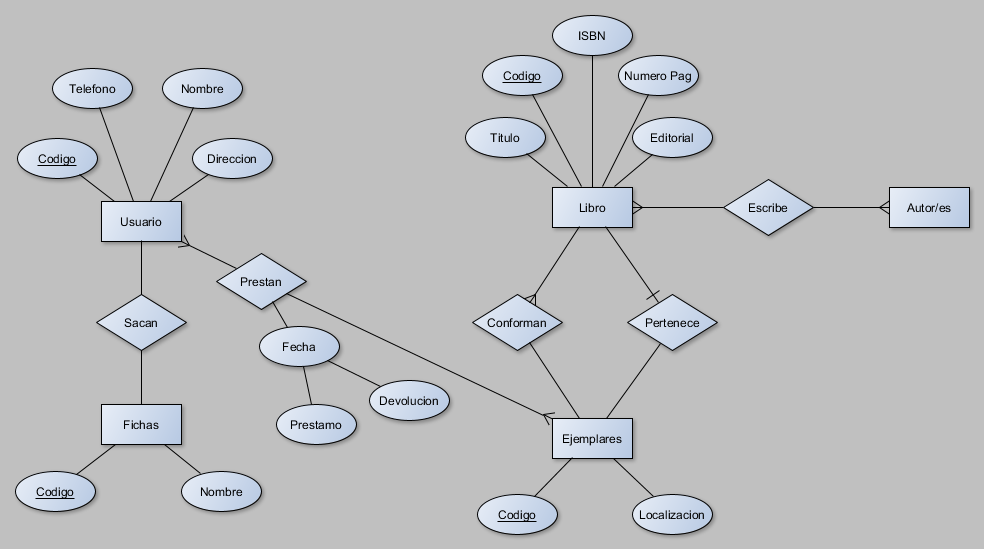 ISBN
Codigo
Numero Pag
Telefono
Nombre
Titulo
Editorial
Codigo
Direccion
Usuario
Libro
Escribe
Autor/es
Prestan
Sacan
Conforman
Pertenece
Fecha
Devolucion
Fichas
Prestamo
Ejemplares
Codigo
Nombre
Codigo
Localizacion